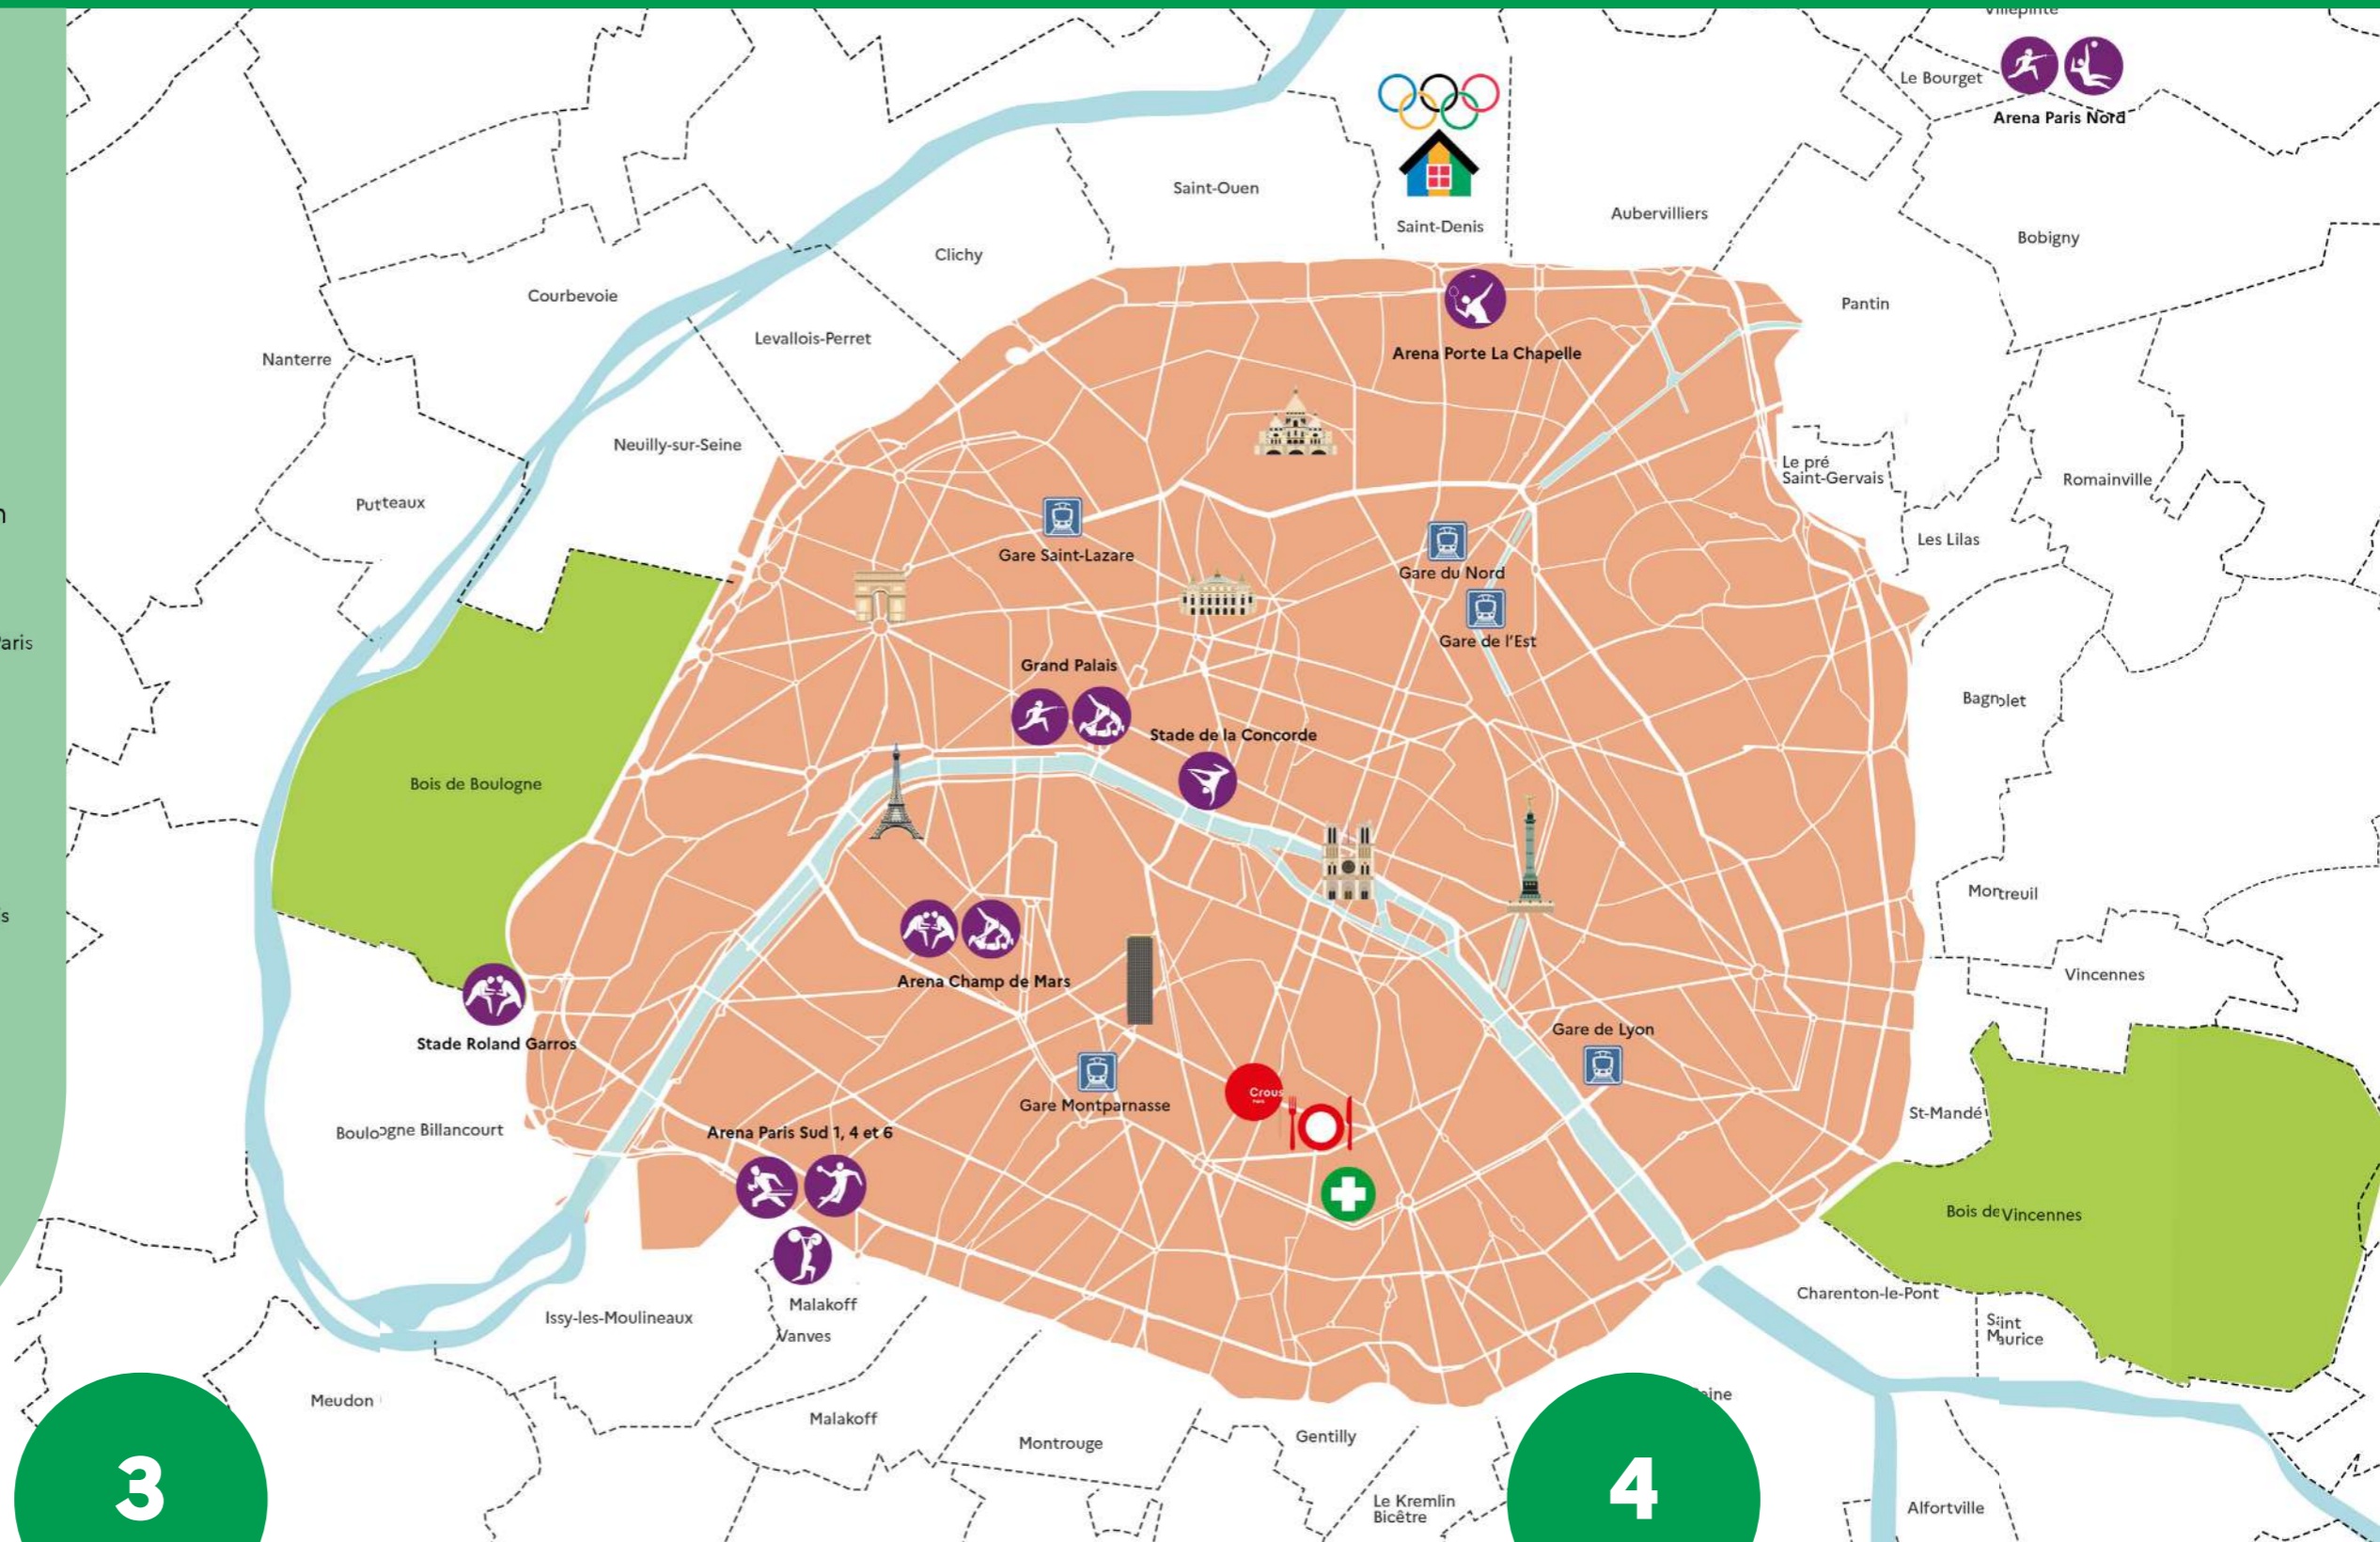 Villepinte
Le Bourget
Arena Paris Nord
Saint-Ouen
Saint-Denis
Aubervilliers
Bobigny
Clichy
Courbevoie
Pantin
Levallois-Perret
Nanterre
Arena Porte La Chapelle
Neuilly-sur-Seine
Le pré
Saint-Gervais
Romainville
Putteaux
n
Gare Saint-Lazare
Les Lilas
Gare du Nord
Paris
Gare de l'Est
Grand Palais
Bagnolet
Stade de la Concorde
Bois de Boulogne
Montreuil
s
Vincennes
Arena Champ de Mars
Gare de Lyon
Stade Roland Garros
Crous
Gare Montparnasse
St-Mandé
Boulogne Billancourt
Arena Paris Sud 1, 4 et 6
Bois de Vincennes
Charenton-le-Pont
Malakoff
Issy-les-Moulineaux
Vanves
Saint
Maurice
Meudon
eine
Malakoff
Montrouge
Gentilly
3
4
Le Kremlin
Bicêtre
Alfortville